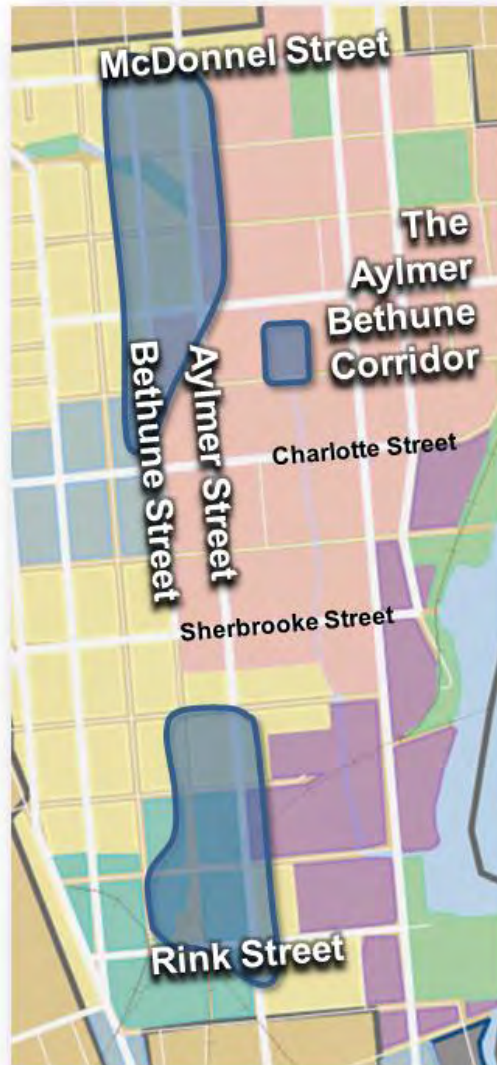 McDonnel Street
The
Aylmer
Bethune
Corridor
Bethune Street
Aylmer Street
Charlotte Street
Sherbrooke Street
Rink Street